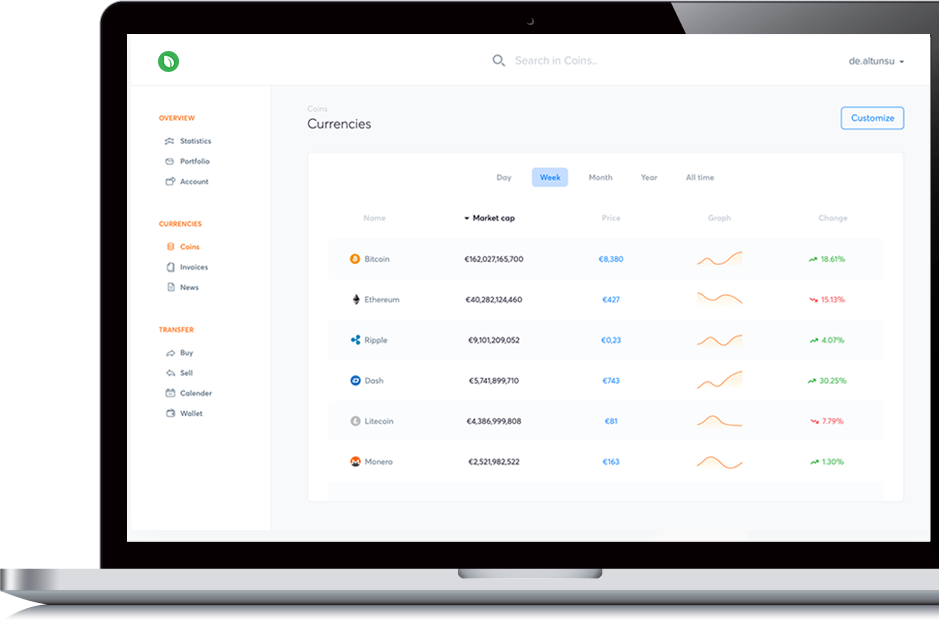 Search in Coins..
de.altunsu
OVERVIEW
Statistics
Portfolio
Account
CURRENCIES
Coins
Invoices
News
TRANSFER
Buy
Sell
Calender
Wallet
Coins
Currencies
Customize
Day Week Month Year All time
Name Market cap Price Graph Change
Bitcoin €162,027,165,700 €8,380 18.61%
Ethereum €40,282,124,460 €427 15.13%
Ripple €9,101,209,052 €0,23 4.07%
Dash €5,741,899,710 €743 30.25%
Litecoin €4,386,999,808 €81 7.79%
Monero €2,521,982,522 €163 1.30%